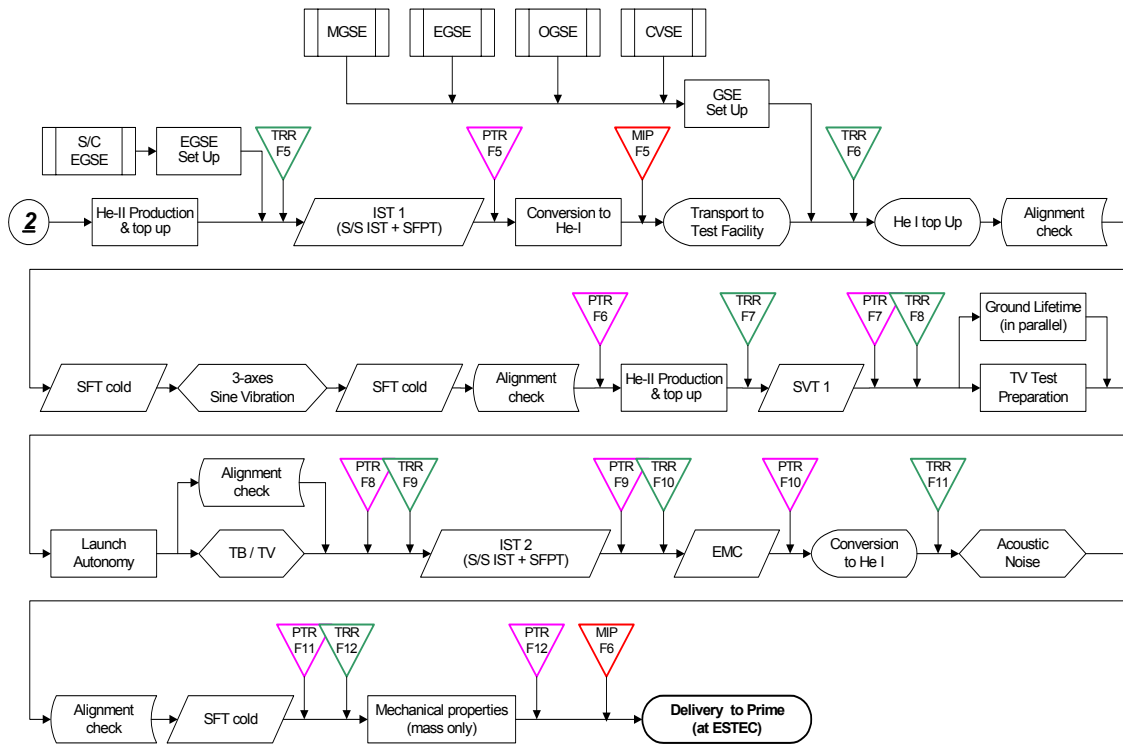 MGSE
EGSE
OGSE
CVSE
GSE
Set Up
S/C
EGSE
EGSE
Set Up
TRR
F5
PTR
F5
MIP
F5
TRR
F6
2
He-II Production
& top up
IST 1
(S/S IST + SFPT)
Conversion to
He-I
Transport to
Test Facility
He I top Up
Alignment
check
PTR
F6
TRR
F7
PTR
F7
TRR
F8
Ground Lifetime
(in parallel)
SFT cold
3-axes
Sine Vibration
SFT cold
Alignment
check
He-II Production
& top up
SVT 1
TV Test
Preparation
Alignment
check
PTR
F8
TRR
F9
PTR
F9
TRR
F10
PTR
F10
TRR
F11
Launch
Autonomy
TB / TV
IST 2
(S/S IST + SFPT)
EMC
Conversion
to He I
Acoustic
Noise
PTR
F11
TRR
F12
PTR
F12
MIP
F6
Alignment
check
SFT cold
Mechanical properties
(mass only)
Delivery to Prime
(at ESTEC)